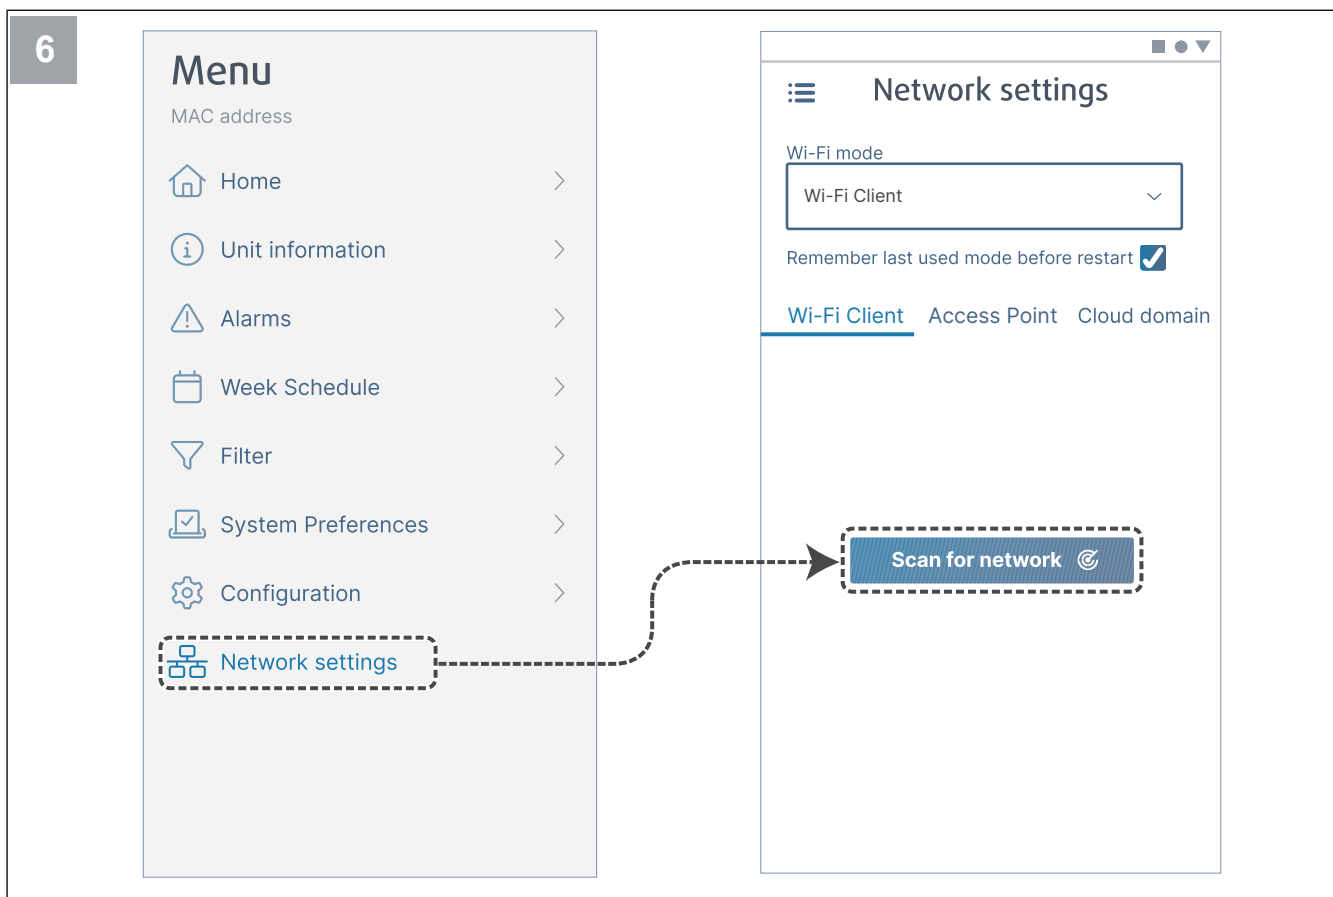 6
Menu
MAC address
Home
Unit information
Alarms
Week Schedule
Filter
System Preferences
Configuration
Network settings
Network settings
Wi-Fi mode
Wi-Fi Client
Remember last used mode before restart
Wi-Fi Client Access Point Cloud domain
Scan for network